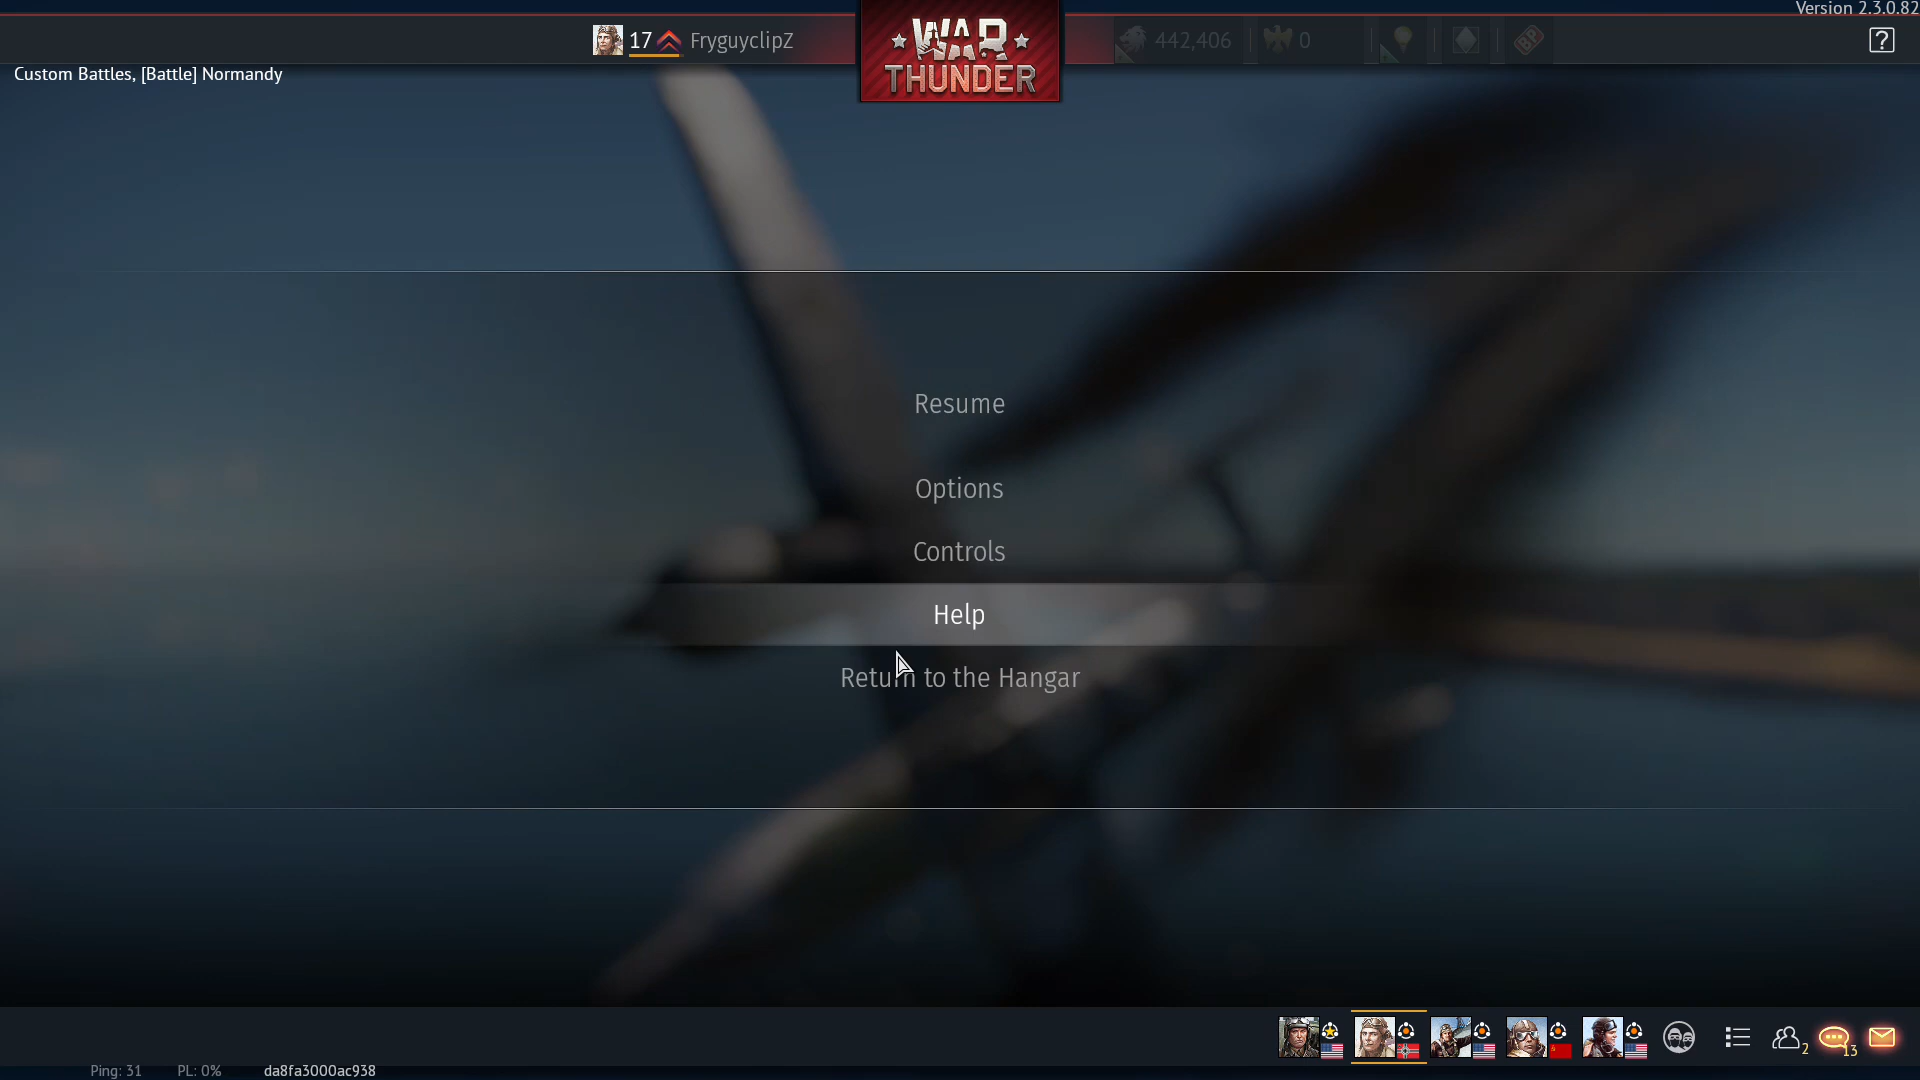 Version 2.3.0.82
17 FryguyclipZ
WAR THUNDER
442,406
0
BP
?
Custom Battles, [Battle] Normandy
Resume
Options
Controls
Help
Return to the Hangar
2
13
Ping: 31 PL: 0% da8fa3000ac938